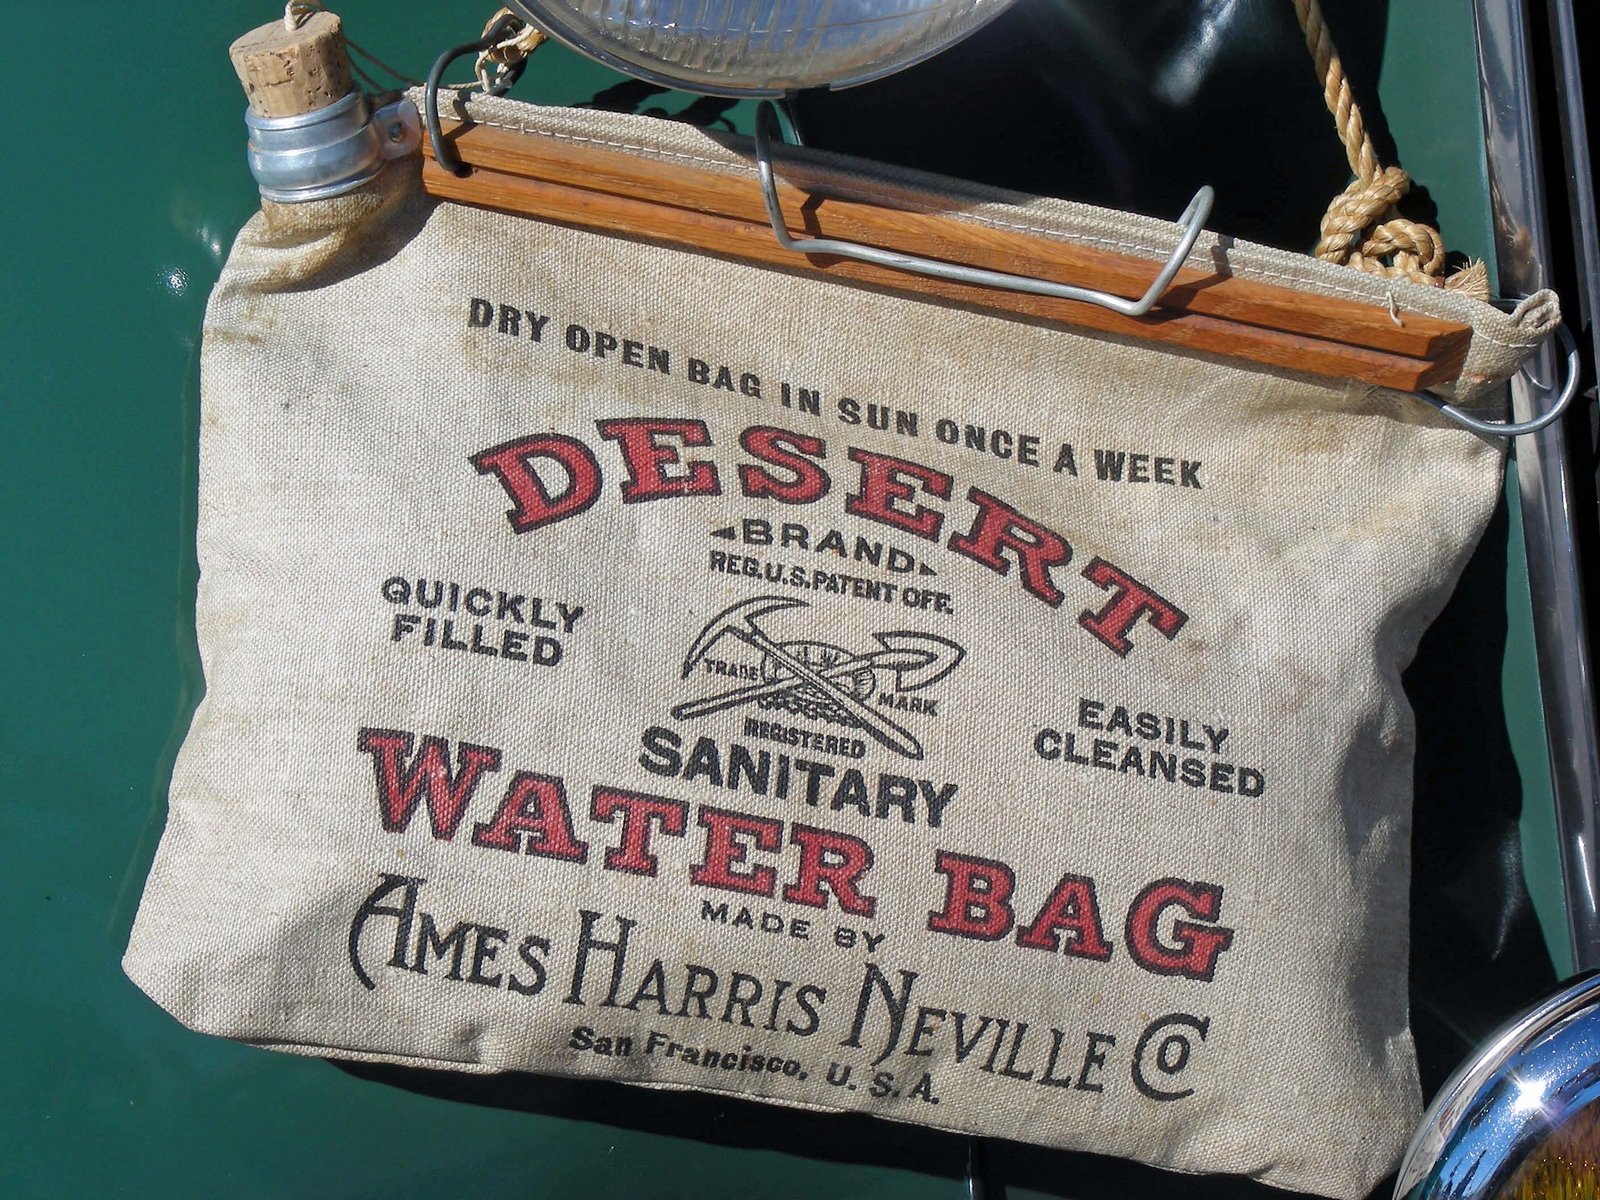 DRY OPEN BAG IN SUN ONCE A WEEK
DESERT
BRAND
REG.U.S.PATENT OFF.
QUICKLY
FILLED
TRADE MARK
REGISTERED
EASILY
CLEANSED
SANITARY
WATER BAG
MADE BY
AMES HARRIS NEVILLE CO
San Francisco, U.S.A.